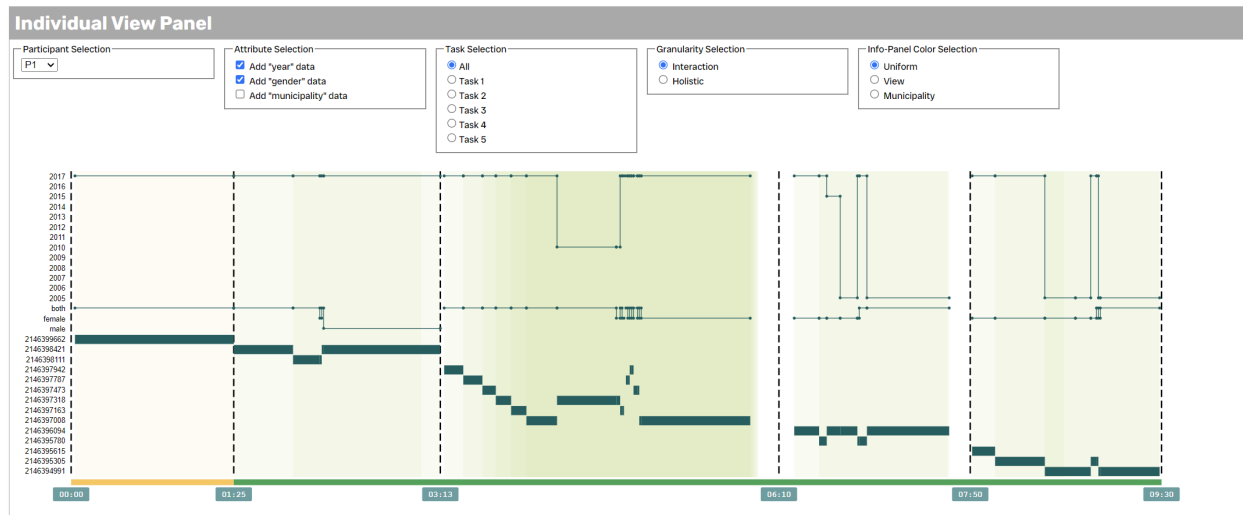 Individual View Panel
Participant Selection
P1
Attribute Selection
Add "year" data
Add "gender" data
Add "municipality" data
Task Selection
All
Task 1
Task 2
Task 3
Task 4
Task 5
Granularity Selection
Interaction
Holistic
Info-Panel Color Selection
Uniform
View
Municipality
2017
2016
2015
2014
2013
2012
2011
2010
2009
2008
2007
2006
2005
both
female
male
2146399662
2146398421
2146398111
2146397942
2146397787
2146397473
2146397318
2146397163
2146397008
2146396094
2146395780
2146395615
2146395305
2146394991
00:00
01:25
03:13
06:10
07:50
09:30